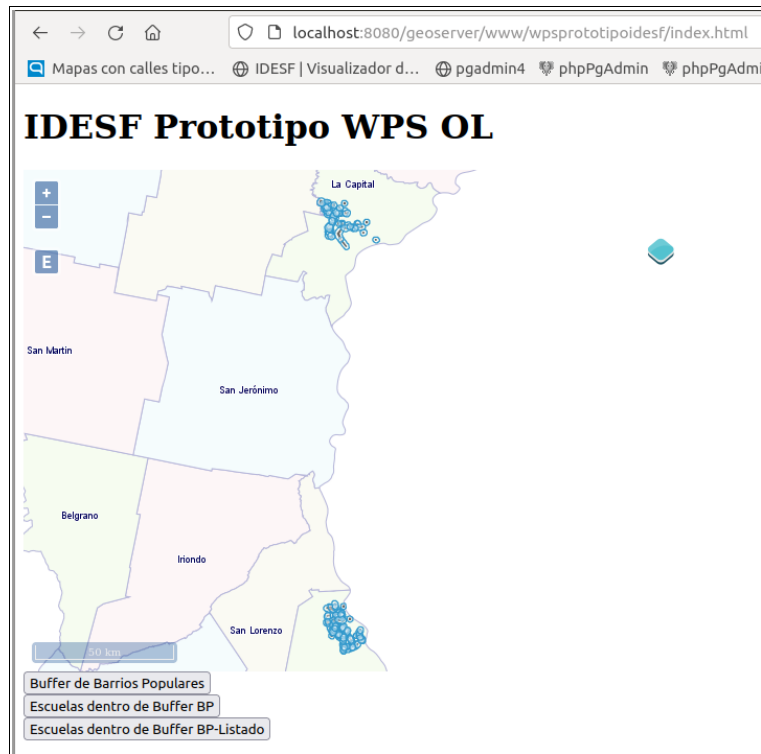 localhost:8080/geoserver/www/wpsprototipoidesf/index.html
Mapas con calles tipo… IDESF | Visualizador d… pgadmin4 phpPgAdmin phpPgAdmi
IDESF Prototipo WPS OL
La Capital
+
−
E
San Martin
San Jerónimo
Belgrano
Iriondo
San Lorenzo
50 km
Buffer de Barrios Populares
Escuelas dentro de Buffer BP
Escuelas dentro de Buffer BP-Listado